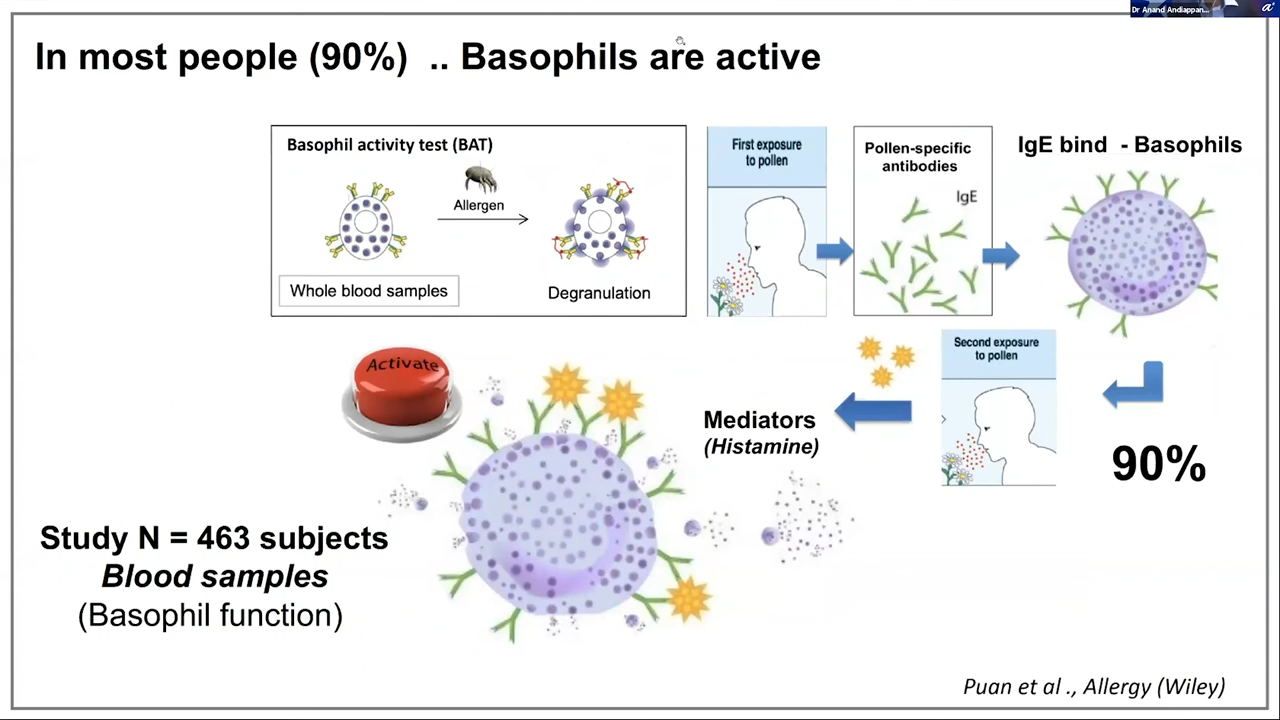 Dr Anand Andiappan...
In most people (90%) .. Basophils are active
Basophil activity test (BAT)
Allergen
Whole blood samples
Degranulation
First exposure
to pollen
Pollen-specific
antibodies
IgE
IgE bind - Basophils
Second exposure
to pollen
90%
Mediators
(Histamine)
Activate
Study N = 463 subjects
Blood samples
(Basophil function)
Puan et al ., Allergy (Wiley)